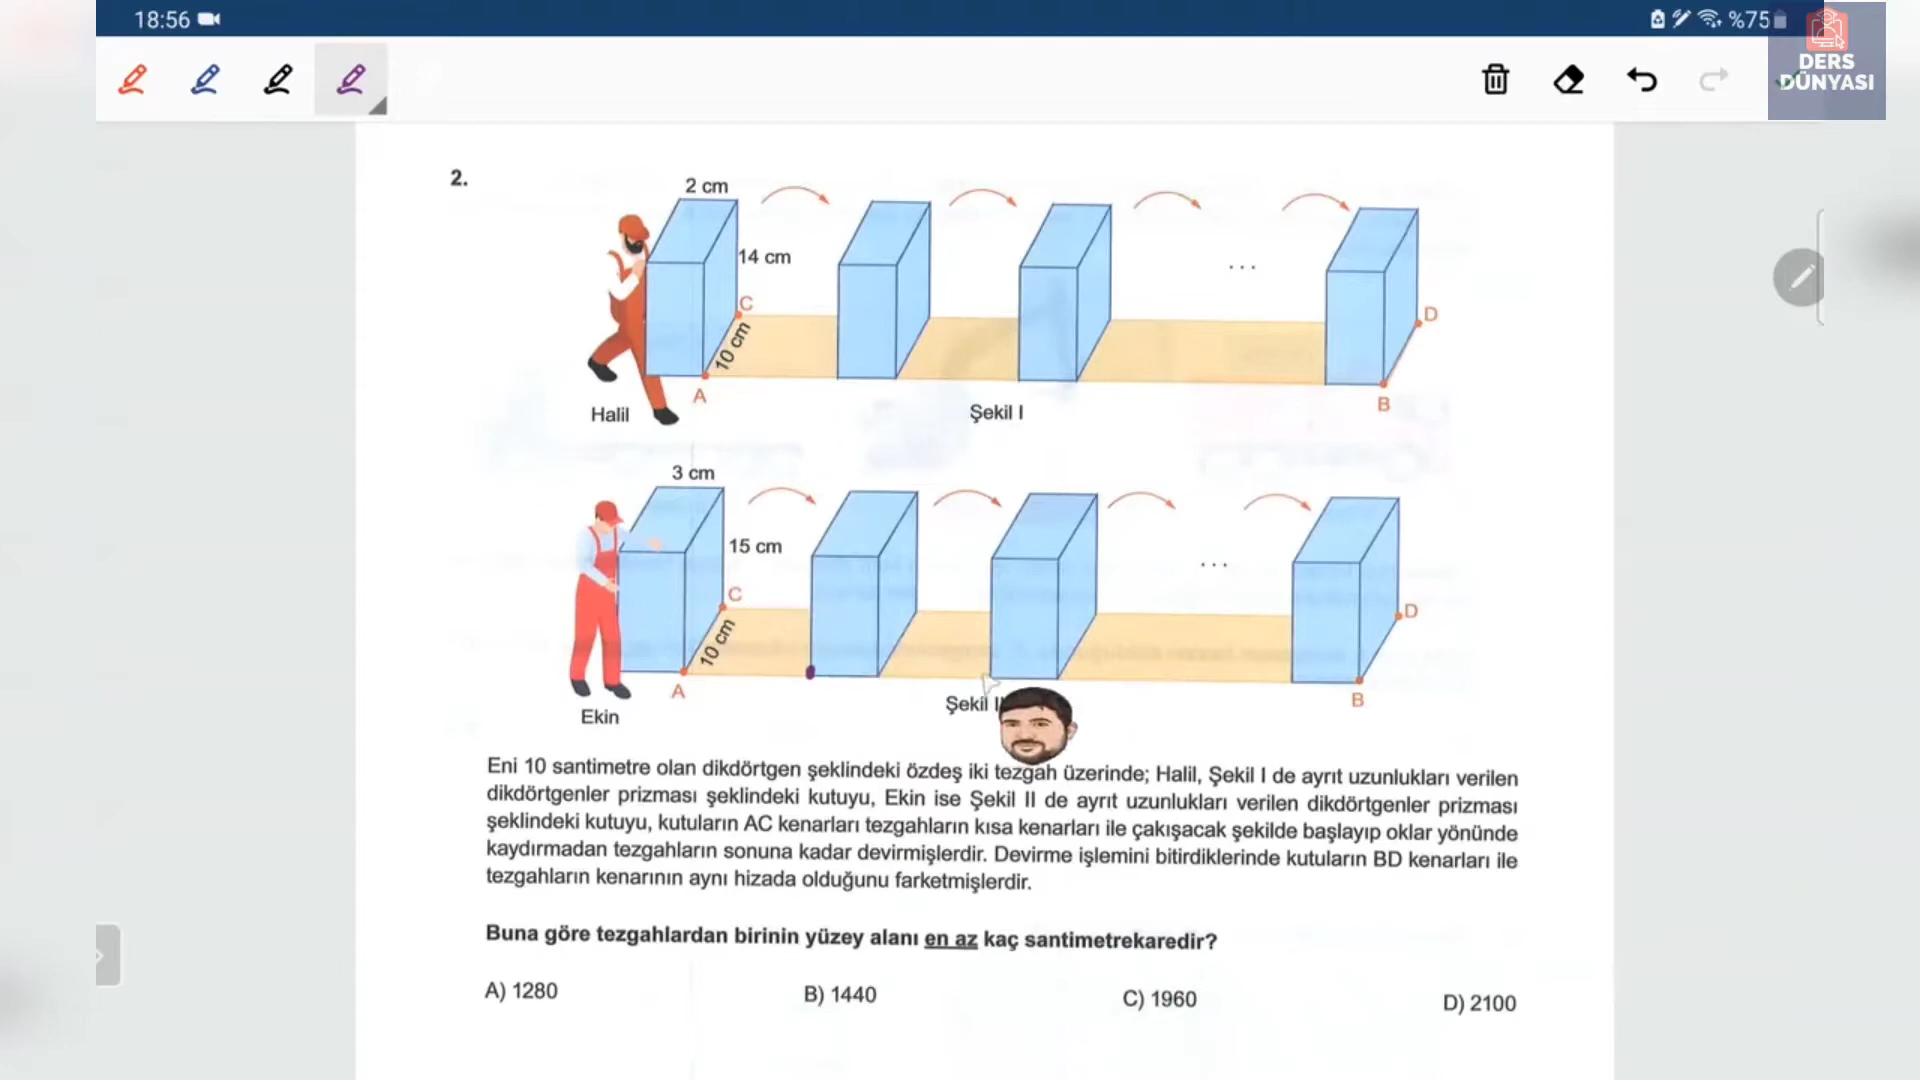 18:56
%75
DERS
DÜNYASI
2.
2 cm
14 cm
C
10 cm
A
D
B
Halil
Şekil I
...
3 cm
15 cm
C
10 cm
A
D
B
Ekin
Şekil II
...
Eni 10 santimetre olan dikdörtgen şeklindeki özdeş iki tezgah üzerinde; Halil, Şekil I de ayrıt uzunlukları verilen
dikdörtgenler prizması şeklindeki kutuyu, Ekin ise Şekil II de ayrıt uzunlukları verilen dikdörtgenler prizması
şeklindeki kutuyu, kutuların AC kenarları tezgahların kısa kenarları ile çakışacak şekilde başlayıp oklar yönünde
kaydırmadan tezgahların sonuna kadar devirmişlerdir. Devirme işlemini bitirdiklerinde kutuların BD kenarları ile
tezgahların kenarının aynı hizada olduğunu farketmişlerdir.
Buna göre tezgahlardan birinin yüzey alanı en az kaç santimetrekaredir?
A) 1280
B) 1440
C) 1960
D) 2100